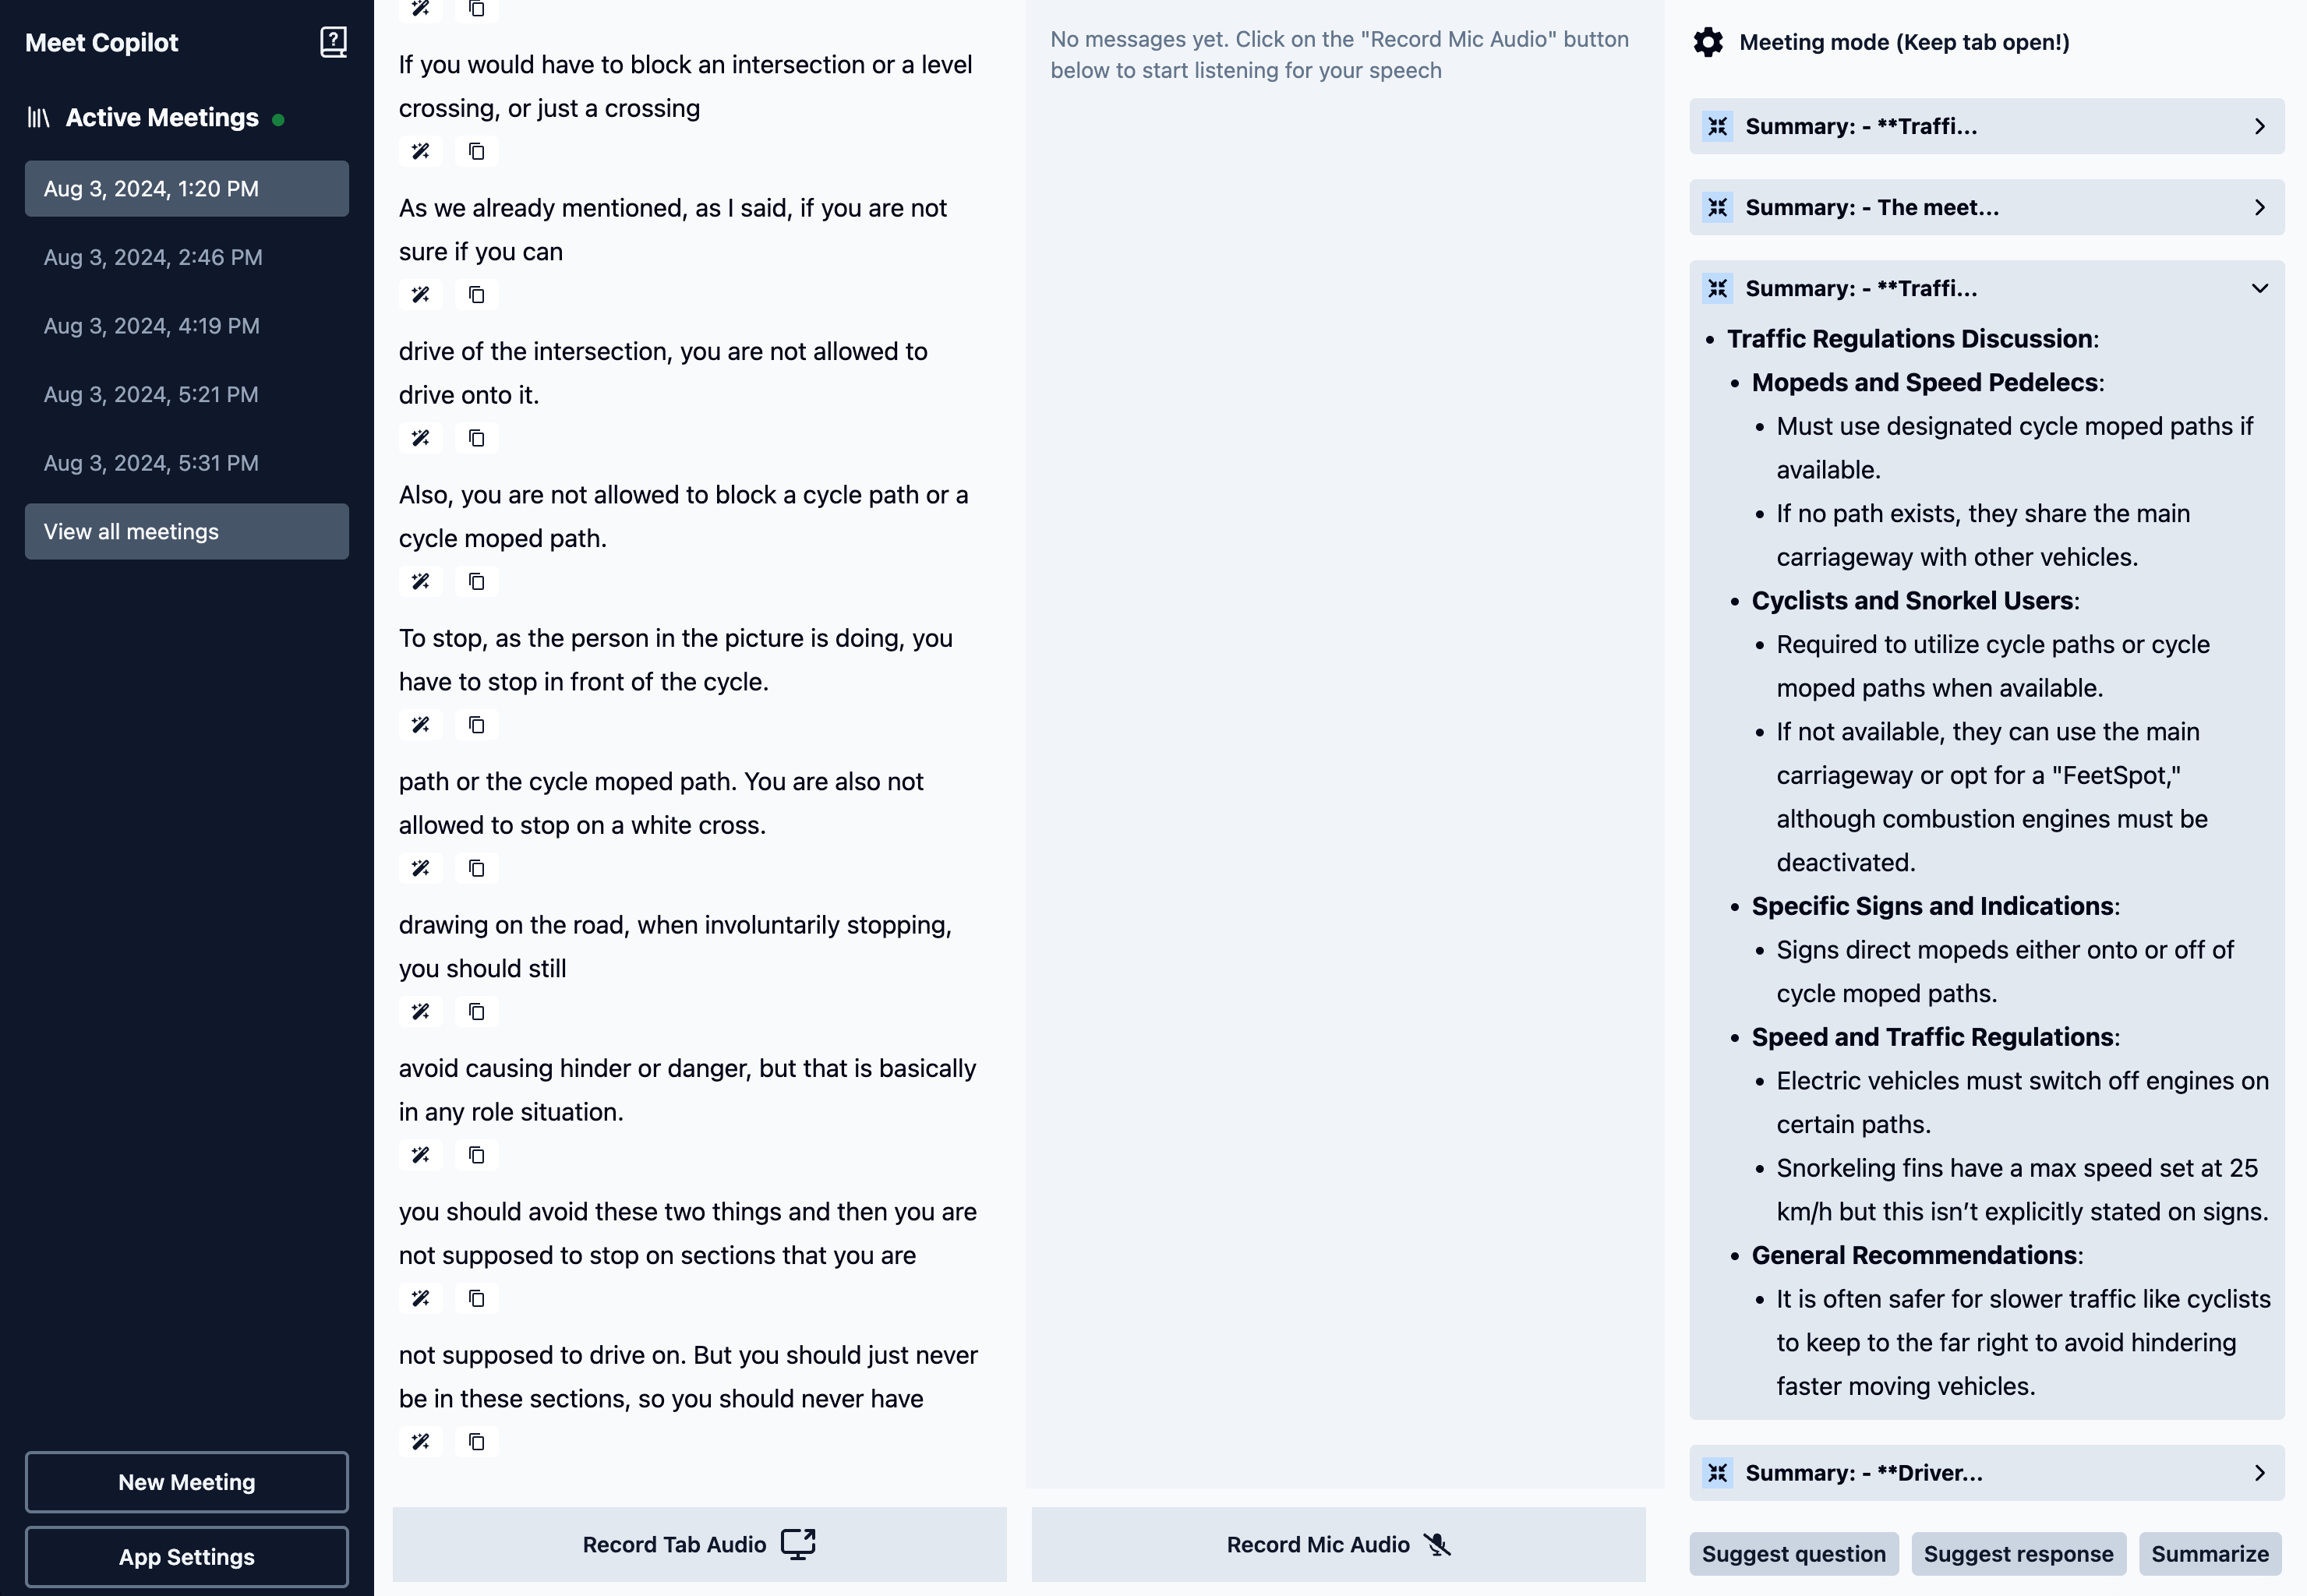 Meet Copilot
Active Meetings
Aug 3, 2024, 1:20 PM
Aug 3, 2024, 2:46 PM
Aug 3, 2024, 4:19 PM
Aug 3, 2024, 5:21 PM
Aug 3, 2024, 5:31 PM
View all meetings
New Meeting
App Settings
If you would have to block an intersection or a level
crossing, or just a crossing
As we already mentioned, as I said, if you are not
sure if you can
drive of the intersection, you are not allowed to
drive onto it.
Also, you are not allowed to block a cycle path or a
cycle moped path.
To stop, as the person in the picture is doing, you
have to stop in front of the cycle.
path or the cycle moped path. You are also not
allowed to stop on a white cross.
drawing on the road, when involuntarily stopping,
you should still
avoid causing hinder or danger, but that is basically
in any role situation.
you should avoid these two things and then you are
not supposed to stop on sections that you are
not supposed to drive on. But you should just never
be in these sections, so you should never have
Record Tab Audio
No messages yet. Click on the "Record Mic Audio" button
below to start listening for your speech
Record Mic Audio
Meeting mode (Keep tab open!)
Summary: - **Traffi...
Summary: - The meet...
Summary: - **Traffi...
• Traffic Regulations Discussion:
• Mopeds and Speed Pedelecs:
• Must use designated cycle moped paths if
available.
• If no path exists, they share the main
carriageway with other vehicles.
• Cyclists and Snorkel Users:
• Required to utilize cycle paths or cycle
moped paths when available.
• If not available, they can use the main
carriageway or opt for a "FeetSpot,"
although combustion engines must be
deactivated.
• Specific Signs and Indications:
• Signs direct mopeds either onto or off of
cycle moped paths.
• Speed and Traffic Regulations:
• Electric vehicles must switch off engines on
certain paths.
• Snorkeling fins have a max speed set at 25
km/h but this isn’t explicitly stated on signs.
• General Recommendations:
• It is often safer for slower traffic like cyclists
to keep to the far right to avoid hindering
faster moving vehicles.
Summary: - **Driver...
Suggest question
Suggest response
Summarize